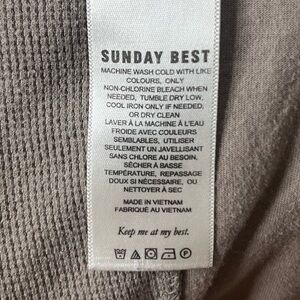 SUNDAY BEST
MACHINE WASH COLD WITH LIKE
COLOURS, ONLY
NON-CHLORINE BLEACH WHEN
NEEDED, TUMBLE DRY LOW,
COOL IRON ONLY IF NEEDED,
OR DRY CLEAN
LAVER À LA MACHINE À L'EAU
FROIDE AVEC COULEURS
SEMBLABLES, UTILISER
SEULEMENT UN JAVELLISANT
SANS CHLORE AU BESOIN,
SÉCHER À BASSE
TEMPÉRATURE, REPASSAGE
DOUX SI NÉCESSAIRE, OU
NETTOYER À SEC
MADE IN VIETNAM
FABRIQUÉ AU VIETNAM
Keep me at my best.